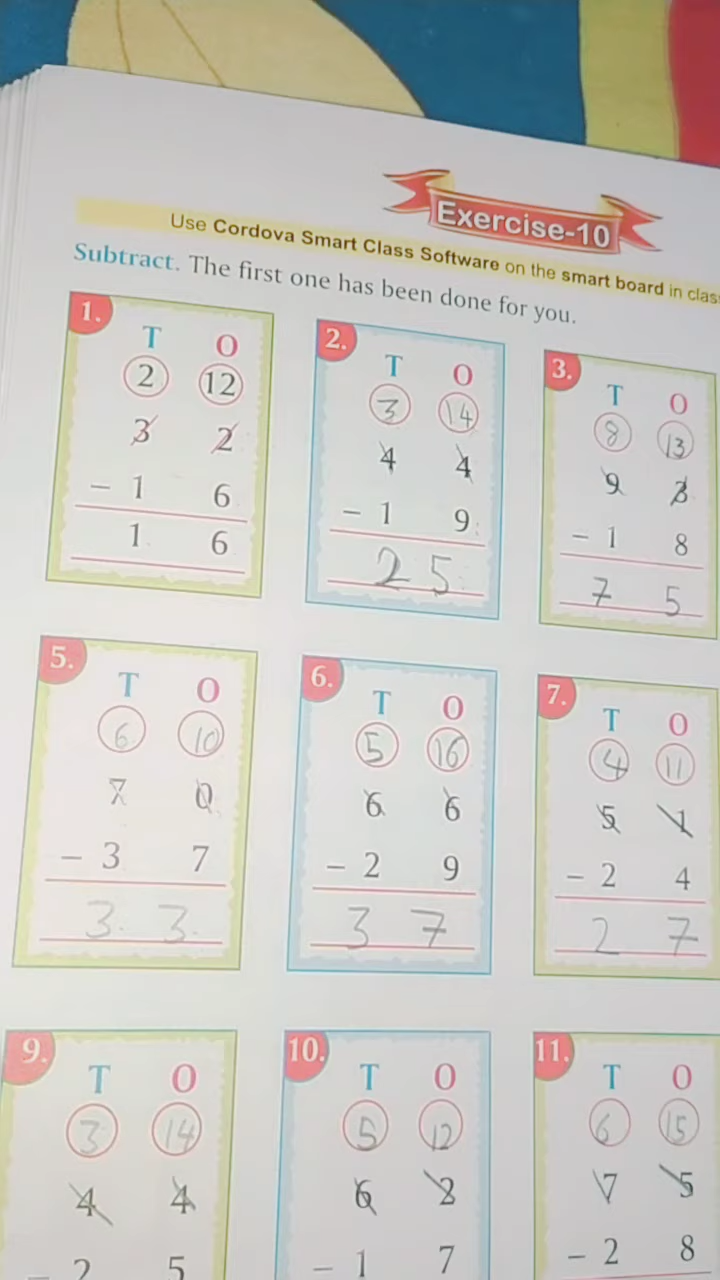 Exercise-10
Use Cordova Smart Class Software on the smart board in clas
Subtract. The first one has been done for you.
1.
T O
2 12
3 2
− 1 6
1 6
2.
T O
3 14
4 4
− 1 9
2 5
3.
T O
8 13
9 3
− 1 8
7 5
5.
T O
6 10
7 0
− 3 7
3 3
6.
T O
5 16
6 6
− 2 9
3 7
7.
T O
4 11
5 1
− 2 4
2 7
9.
T O
3 14
4 4
− 2 5
10.
T O
5 12
6 2
− 1 7
11.
T O
6 15
7 5
− 2 8